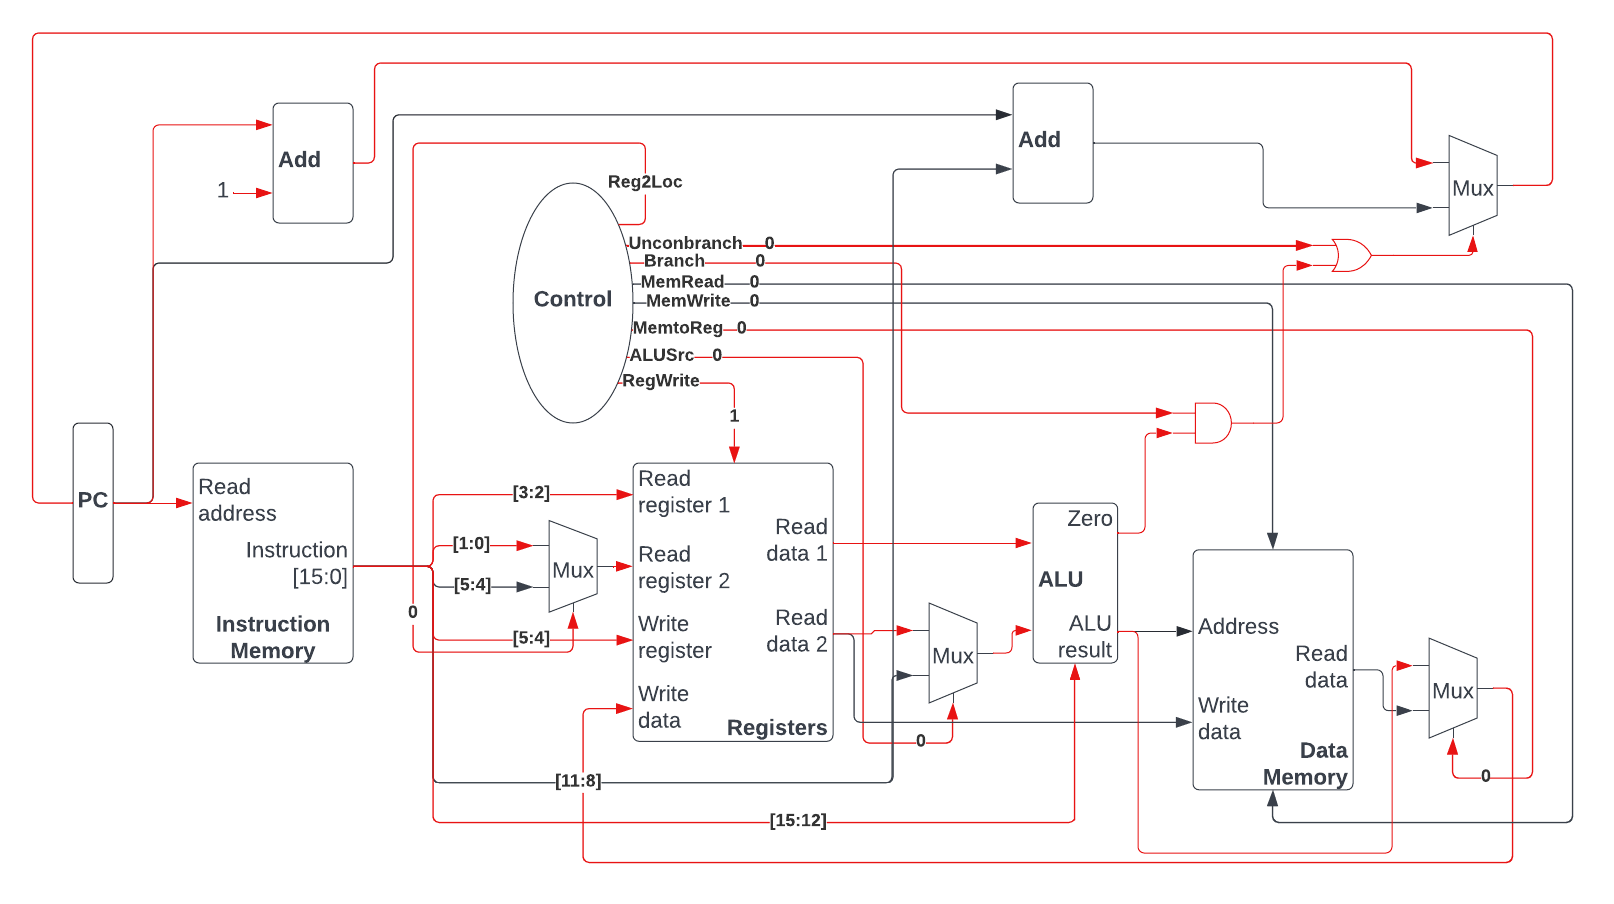 Add
1
Reg2Loc
Add
Mux
Unconbranch 0
Branch 0
MemRead 0
MemWrite 0
Control
MemtoReg 0
ALUSrc 0
RegWrite
1
PC
Read
address
Instruction
[15:0]
Instruction
Memory
[3:2]
[1:0]
[5:4]
[5:4]
0
Mux
Read
register 1
Read
register 2
Write
register
Write
data
Read
data 1
Read
data 2
Registers
Mux
0
Zero
ALU
ALU
result
Address
Read
data
Write
data
Data
Memory
Mux
0
[11:8]
[15:12]